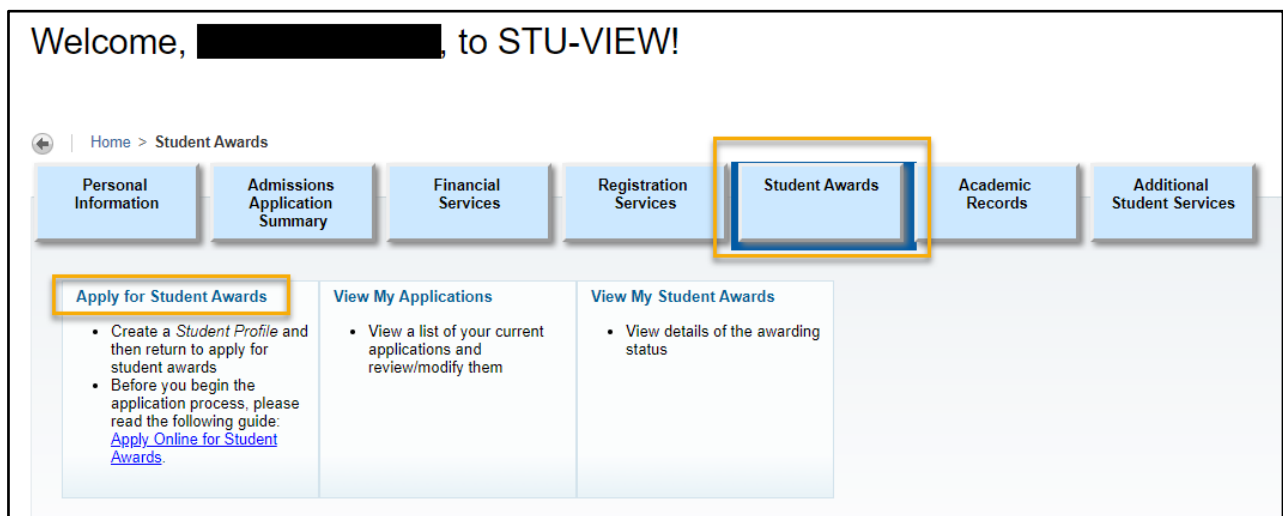 Welcome, , to STU-VIEW!
Home > Student Awards
Personal
Information
Admissions
Application
Summary
Financial
Services
Registration
Services
Student Awards
Academic
Records
Additional
Student Services
Apply for Student Awards
• Create a Student Profile and
then return to apply for
student awards
• Before you begin the
application process, please
read the following guide:
Apply Online for Student
Awards.
View My Applications
• View a list of your current
applications and
review/modify them
View My Student Awards
• View details of the awarding
status